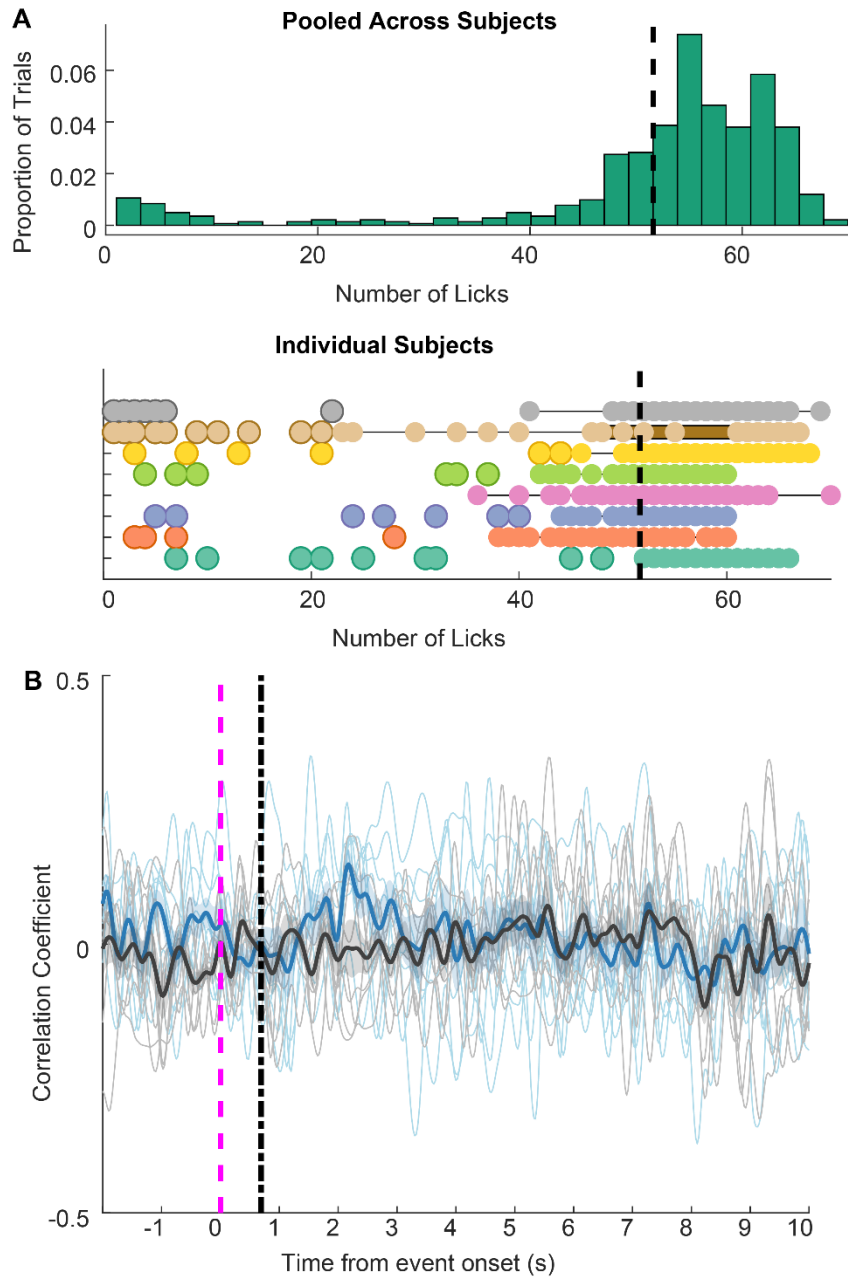 A
Pooled Across Subjects
Proportion of Trials
0.06
0.04
0.02
0
0 20 40 60
Number of Licks
Individual Subjects
0 20 40 60
Number of Licks
B
Correlation Coefficient
0.5
0
-0.5
-1 0 1 2 3 4 5 6 7 8 9 10
Time from event onset (s)